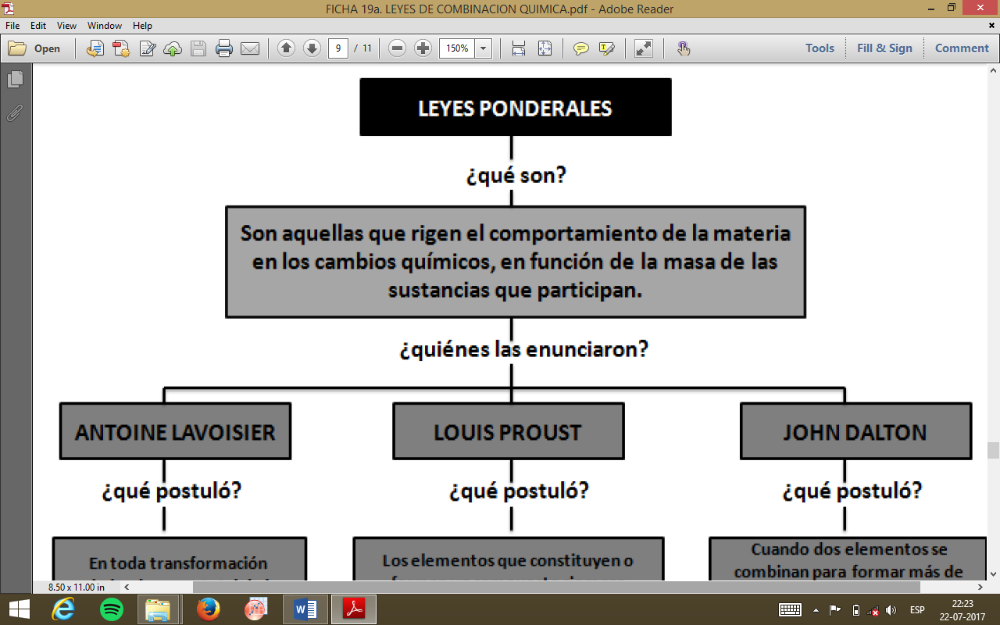 FICHA 19a. LEYES DE COMBINACION QUIMICA.pdf - Adobe Reader
File Edit View Window Help
Open 9 / 11 150% Tools Fill & Sign Comment
LEYES PONDERALES
¿qué son?
Son aquellas que rigen el comportamiento de la materia
en los cambios químicos, en función de la masa de las
sustancias que participan.
¿quiénes las enunciaron?
ANTOINE LAVOISIER LOUIS PROUST JOHN DALTON
¿qué postuló? ¿qué postuló? ¿qué postuló?
En toda transformación
Los elementos que constituyen o
Cuando dos elementos se
combinan para formar más de
8.50 x 11.00 in
ESP
22:23
22-07-2017